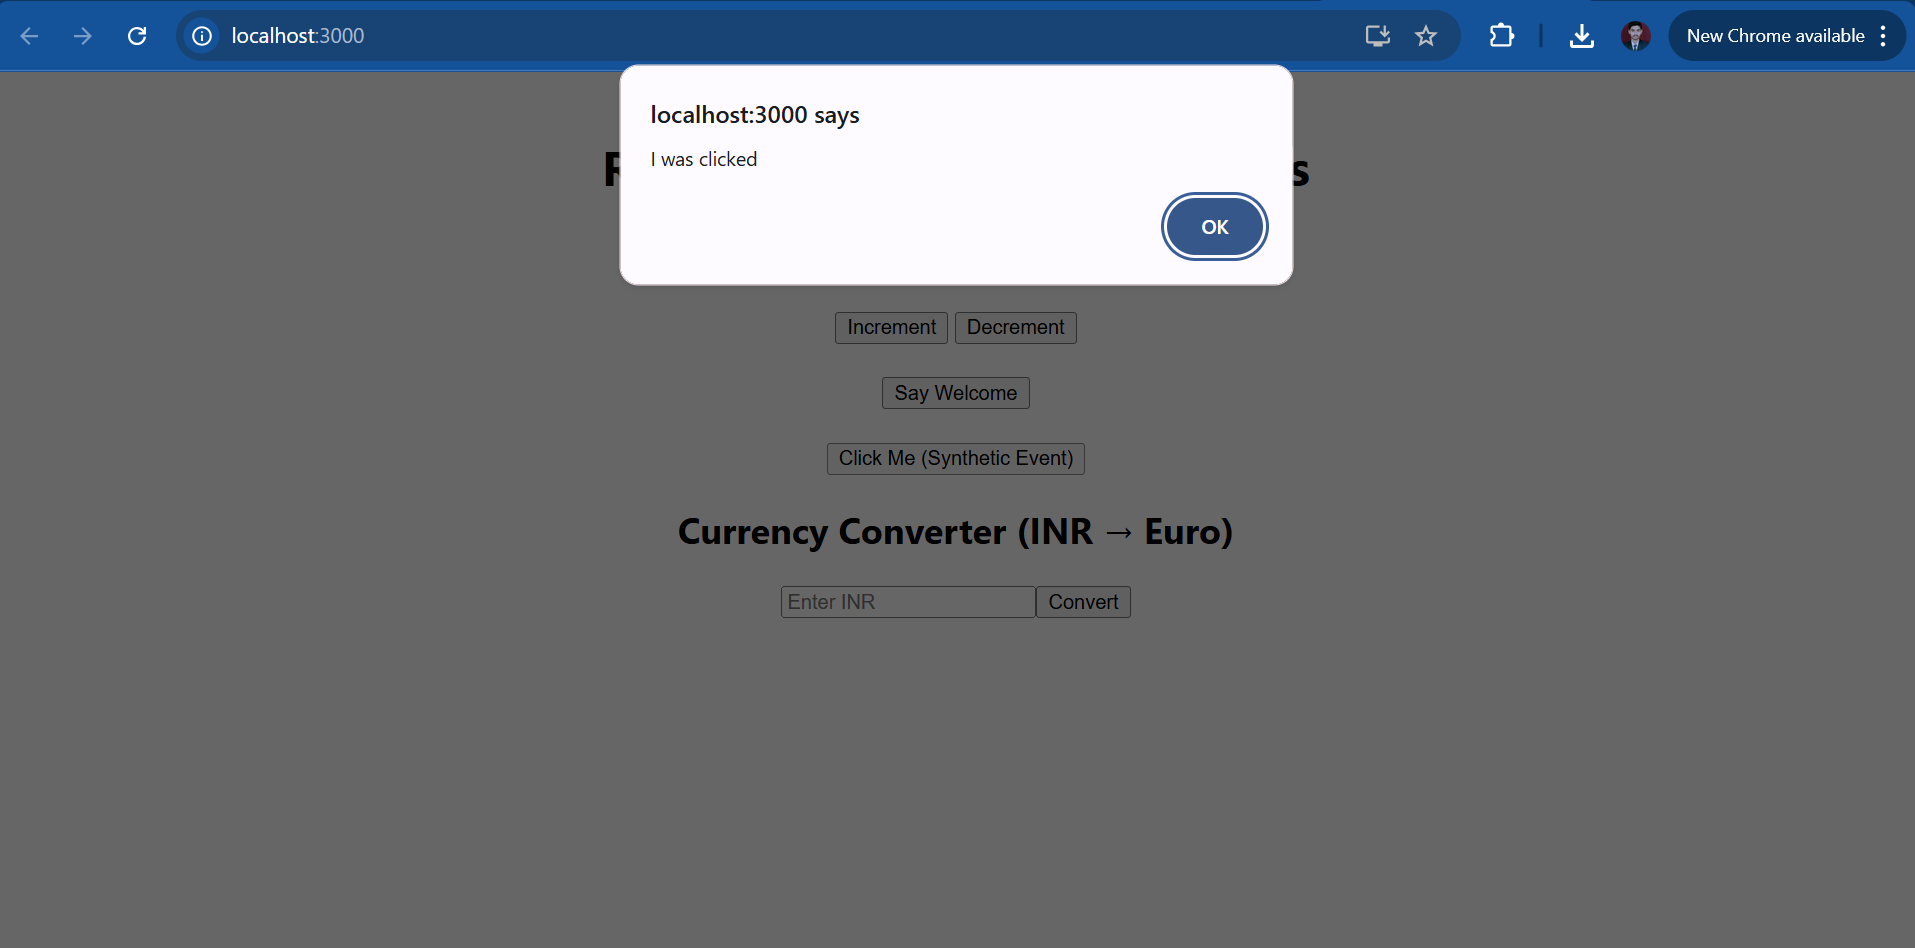 localhost:3000
New Chrome available
localhost:3000 says
I was clicked
OK
Increment
Decrement
Say Welcome
Click Me (Synthetic Event)
Currency Converter (INR → Euro)
Enter INR
Convert